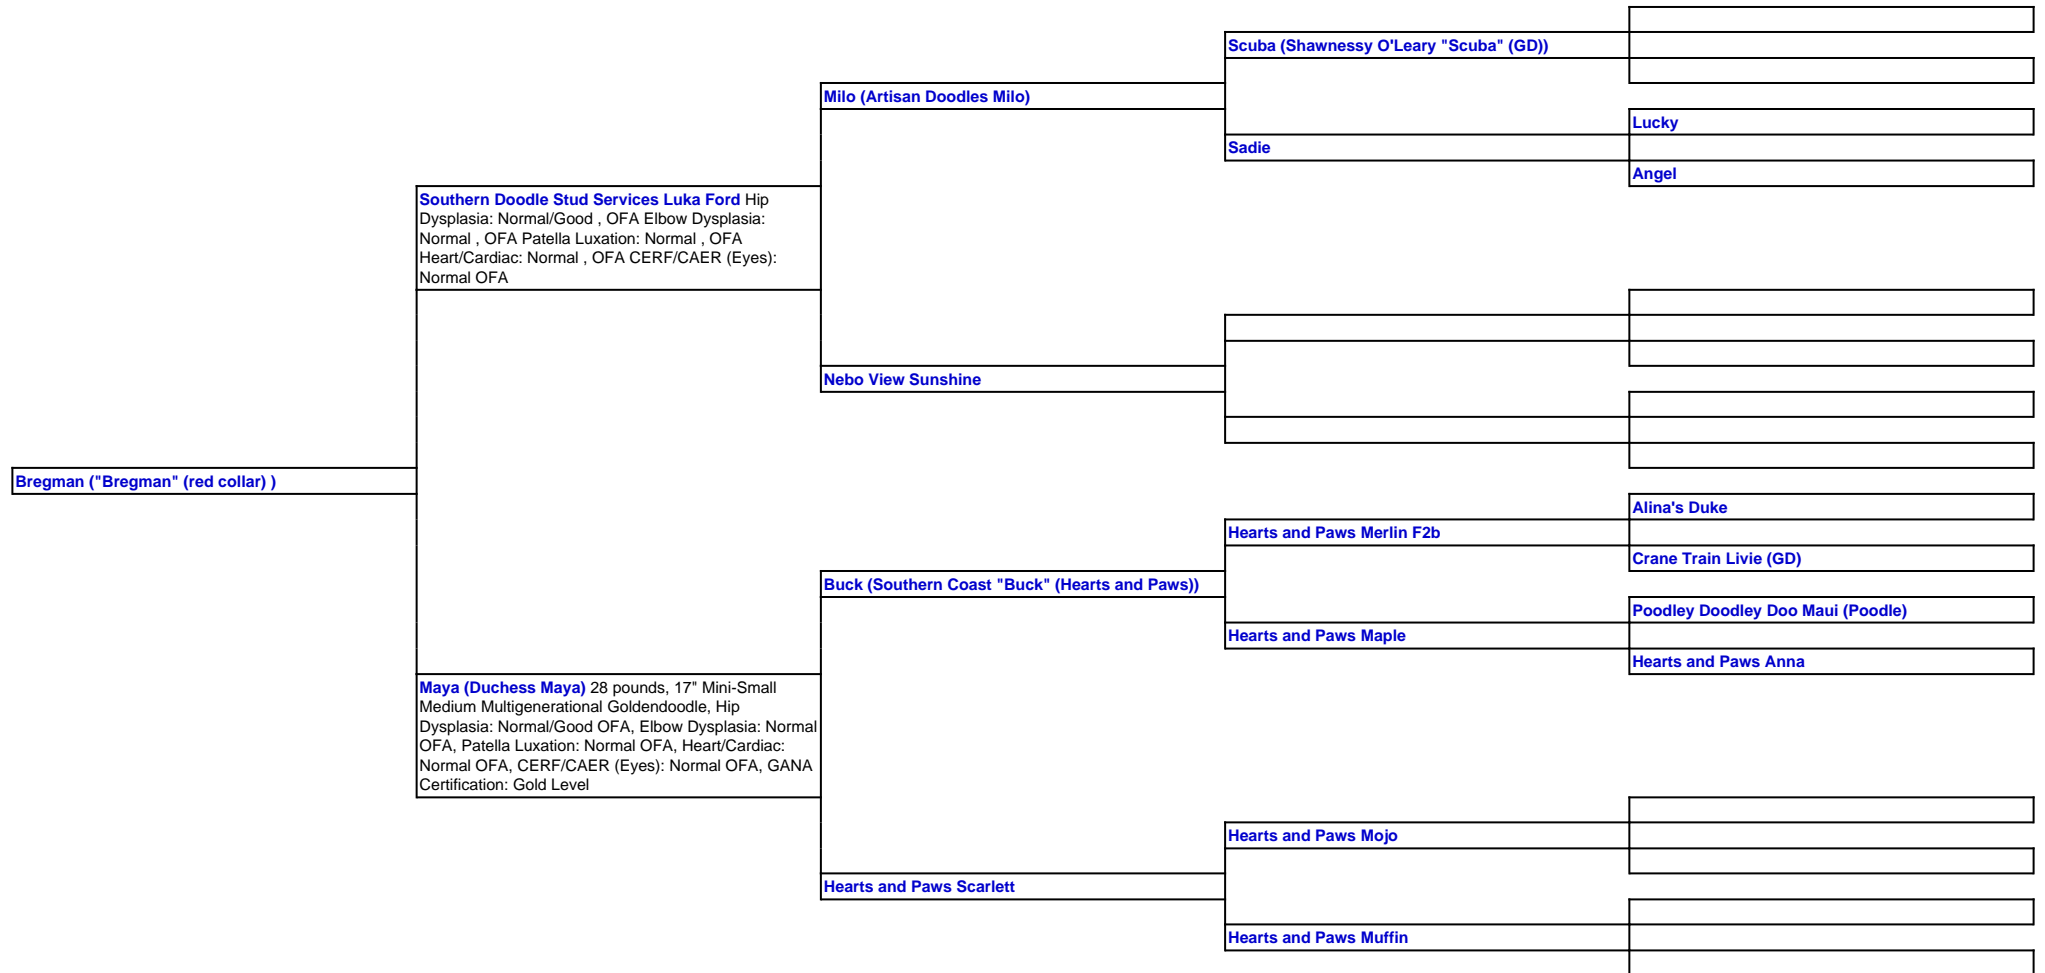 Scuba (Shawnessy O'Leary "Scuba" (GD))
Milo (Artisan Doodles Milo)
Lucky
Sadie
Angel
Southern Doodle Stud Services Luka Ford Hip
Dysplasia: Normal/Good , OFA Elbow Dysplasia:
Normal , OFA Patella Luxation: Normal , OFA
Heart/Cardiac: Normal , OFA CERF/CAER (Eyes):
Normal OFA
Nebo View Sunshine
Bregman ("Bregman" (red collar) )
Alina's Duke
Hearts and Paws Merlin F2b
Crane Train Livie (GD)
Buck (Southern Coast "Buck" (Hearts and Paws))
Poodley Doodley Doo Maui (Poodle)
Hearts and Paws Maple
Hearts and Paws Anna
Maya (Duchess Maya) 28 pounds, 17" Mini-Small
Medium Multigenerational Goldendoodle, Hip
Dysplasia: Normal/Good OFA, Elbow Dysplasia: Normal
OFA, Patella Luxation: Normal OFA, Heart/Cardiac:
Normal OFA, CERF/CAER (Eyes): Normal OFA, GANA
Certification: Gold Level
Hearts and Paws Mojo
Hearts and Paws Scarlett
Hearts and Paws Muffin